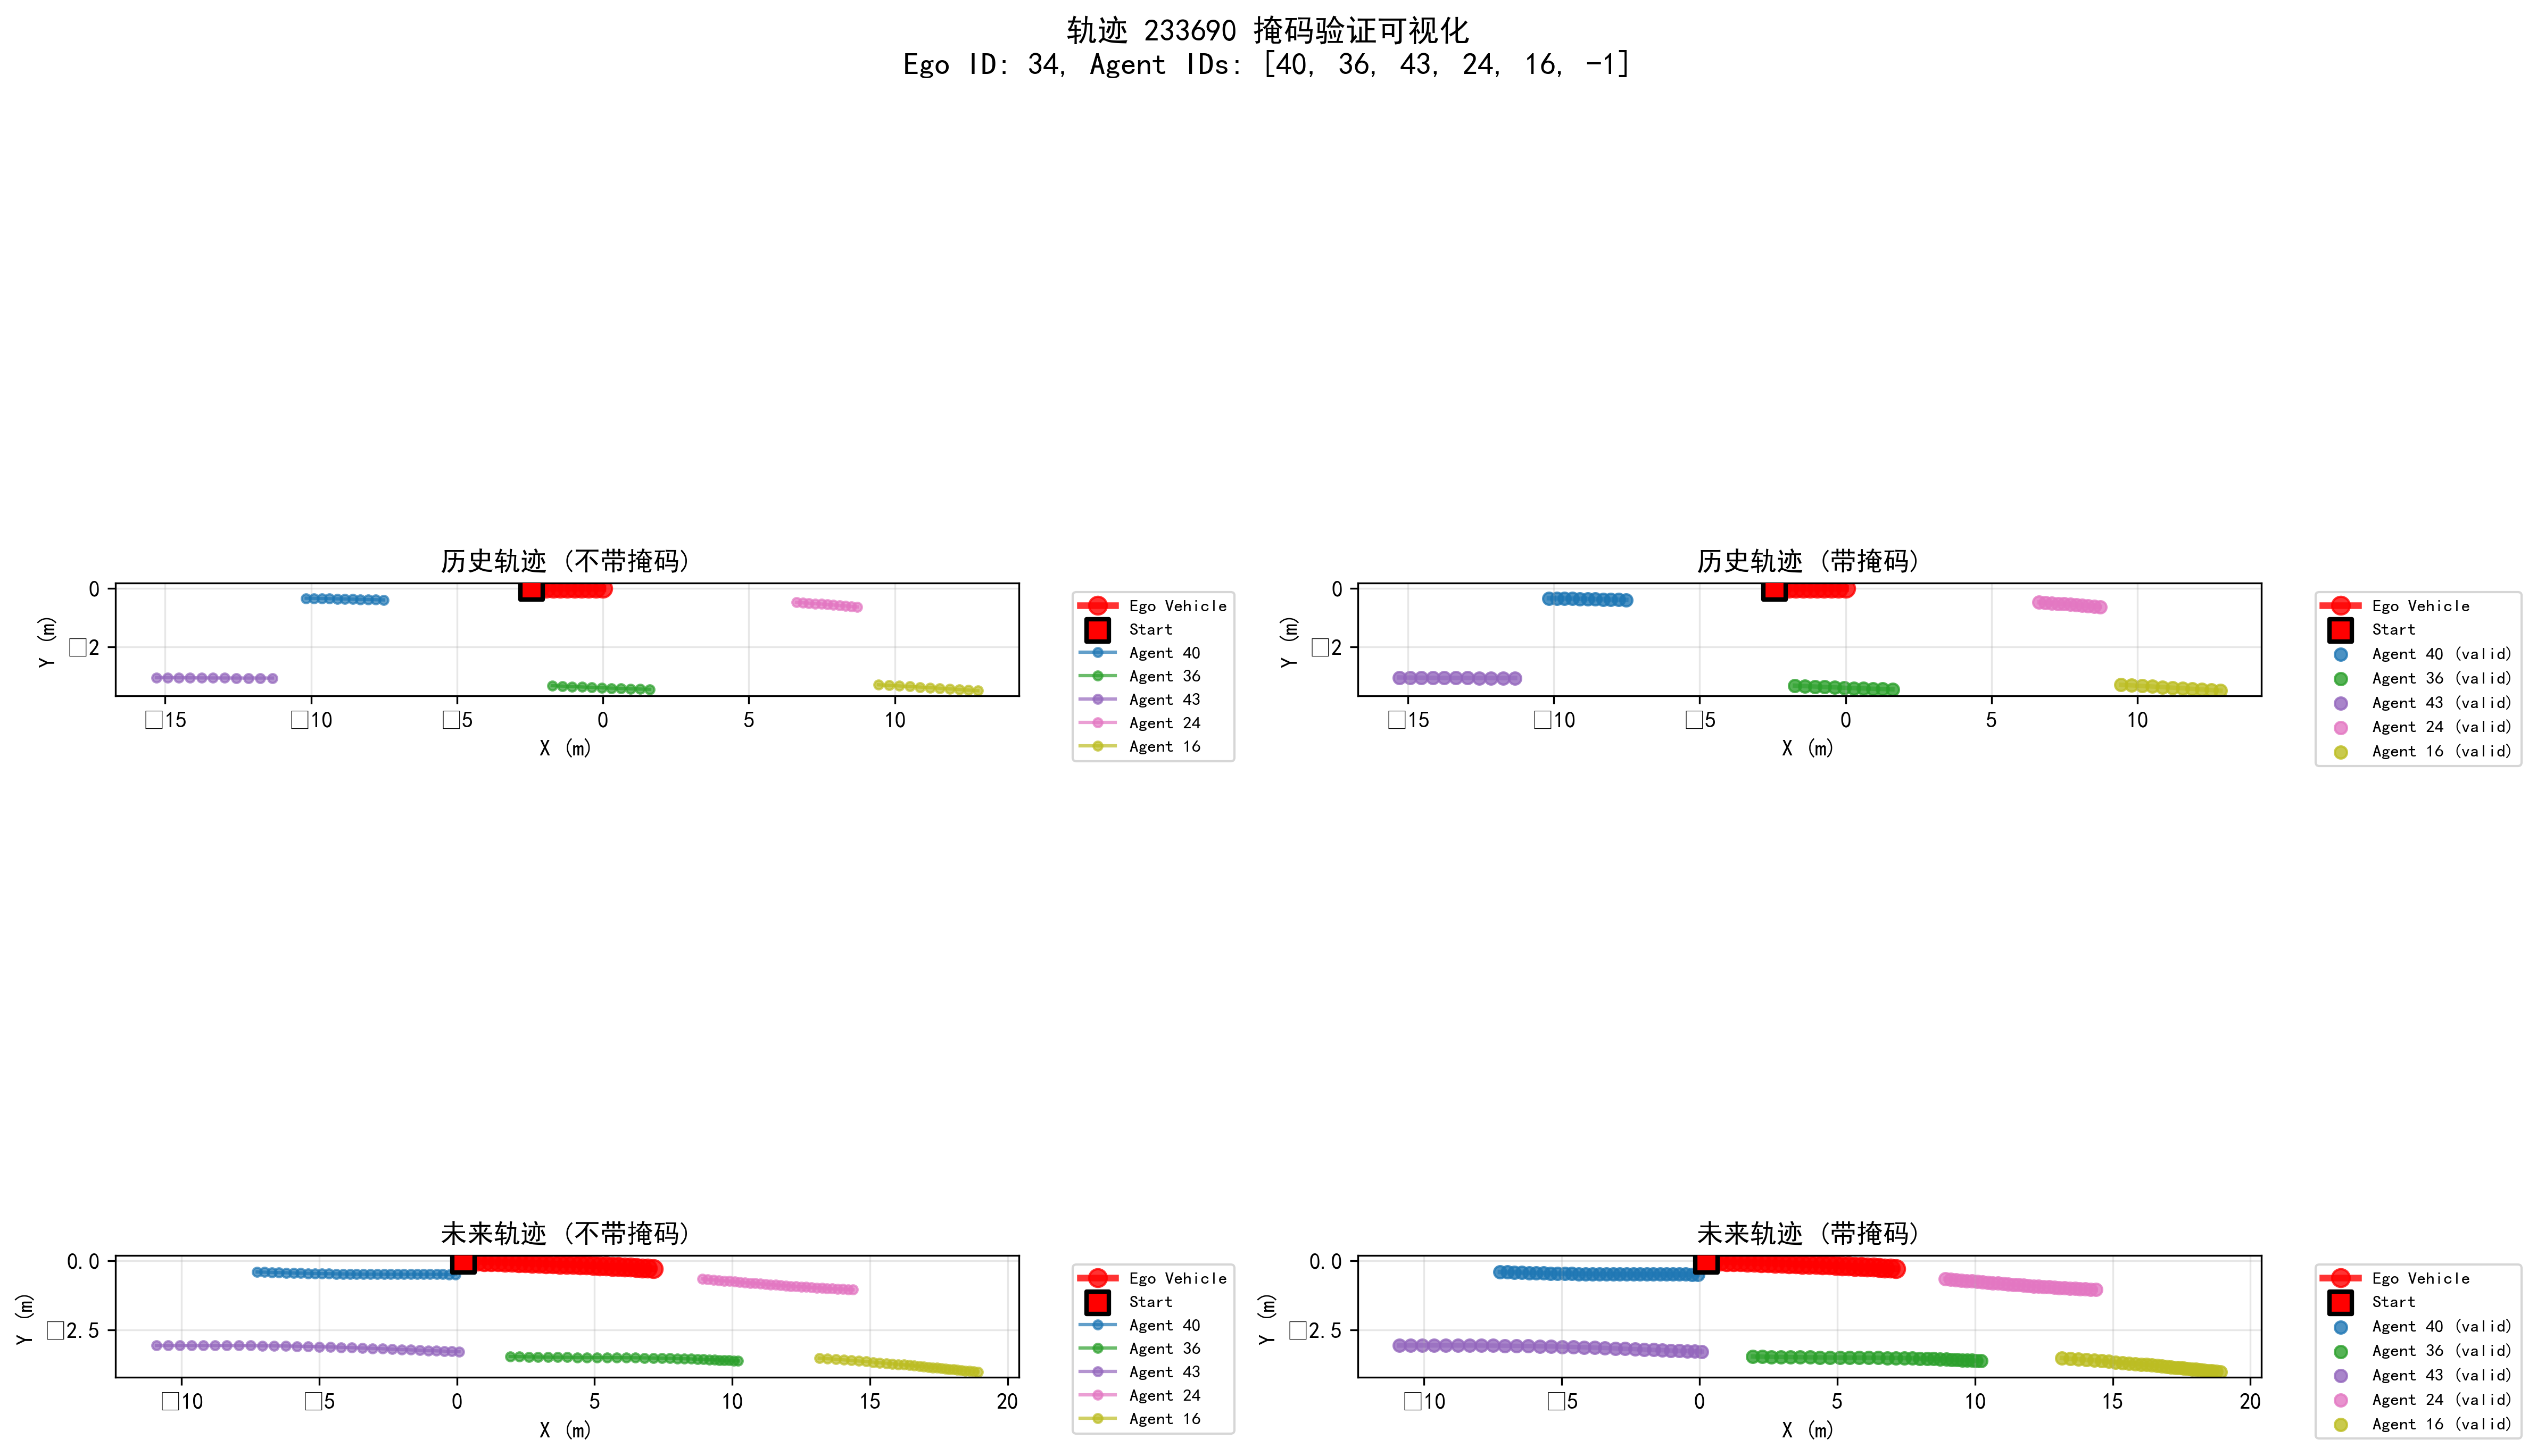 轨迹 233690 掩码验证可视化
Ego ID: 34, Agent IDs: [40, 36, 43, 24, 16, -1]
历史轨迹 (不带掩码)
Y (m)
0
□2
□15 □10 □5 0 5 10
X (m)
Ego Vehicle
Start
Agent 40
Agent 36
Agent 43
Agent 24
Agent 16
历史轨迹 (带掩码)
Y (m)
0
□2
□15 □10 □5 0 5 10
X (m)
Ego Vehicle
Start
Agent 40 (valid)
Agent 36 (valid)
Agent 43 (valid)
Agent 24 (valid)
Agent 16 (valid)
未来轨迹 (不带掩码)
Y (m)
0.0
□2.5
□10 □5 0 5 10 15 20
X (m)
Ego Vehicle
Start
Agent 40
Agent 36
Agent 43
Agent 24
Agent 16
未来轨迹 (带掩码)
Y (m)
0.0
□2.5
□10 □5 0 5 10 15 20
X (m)
Ego Vehicle
Start
Agent 40 (valid)
Agent 36 (valid)
Agent 43 (valid)
Agent 24 (valid)
Agent 16 (valid)